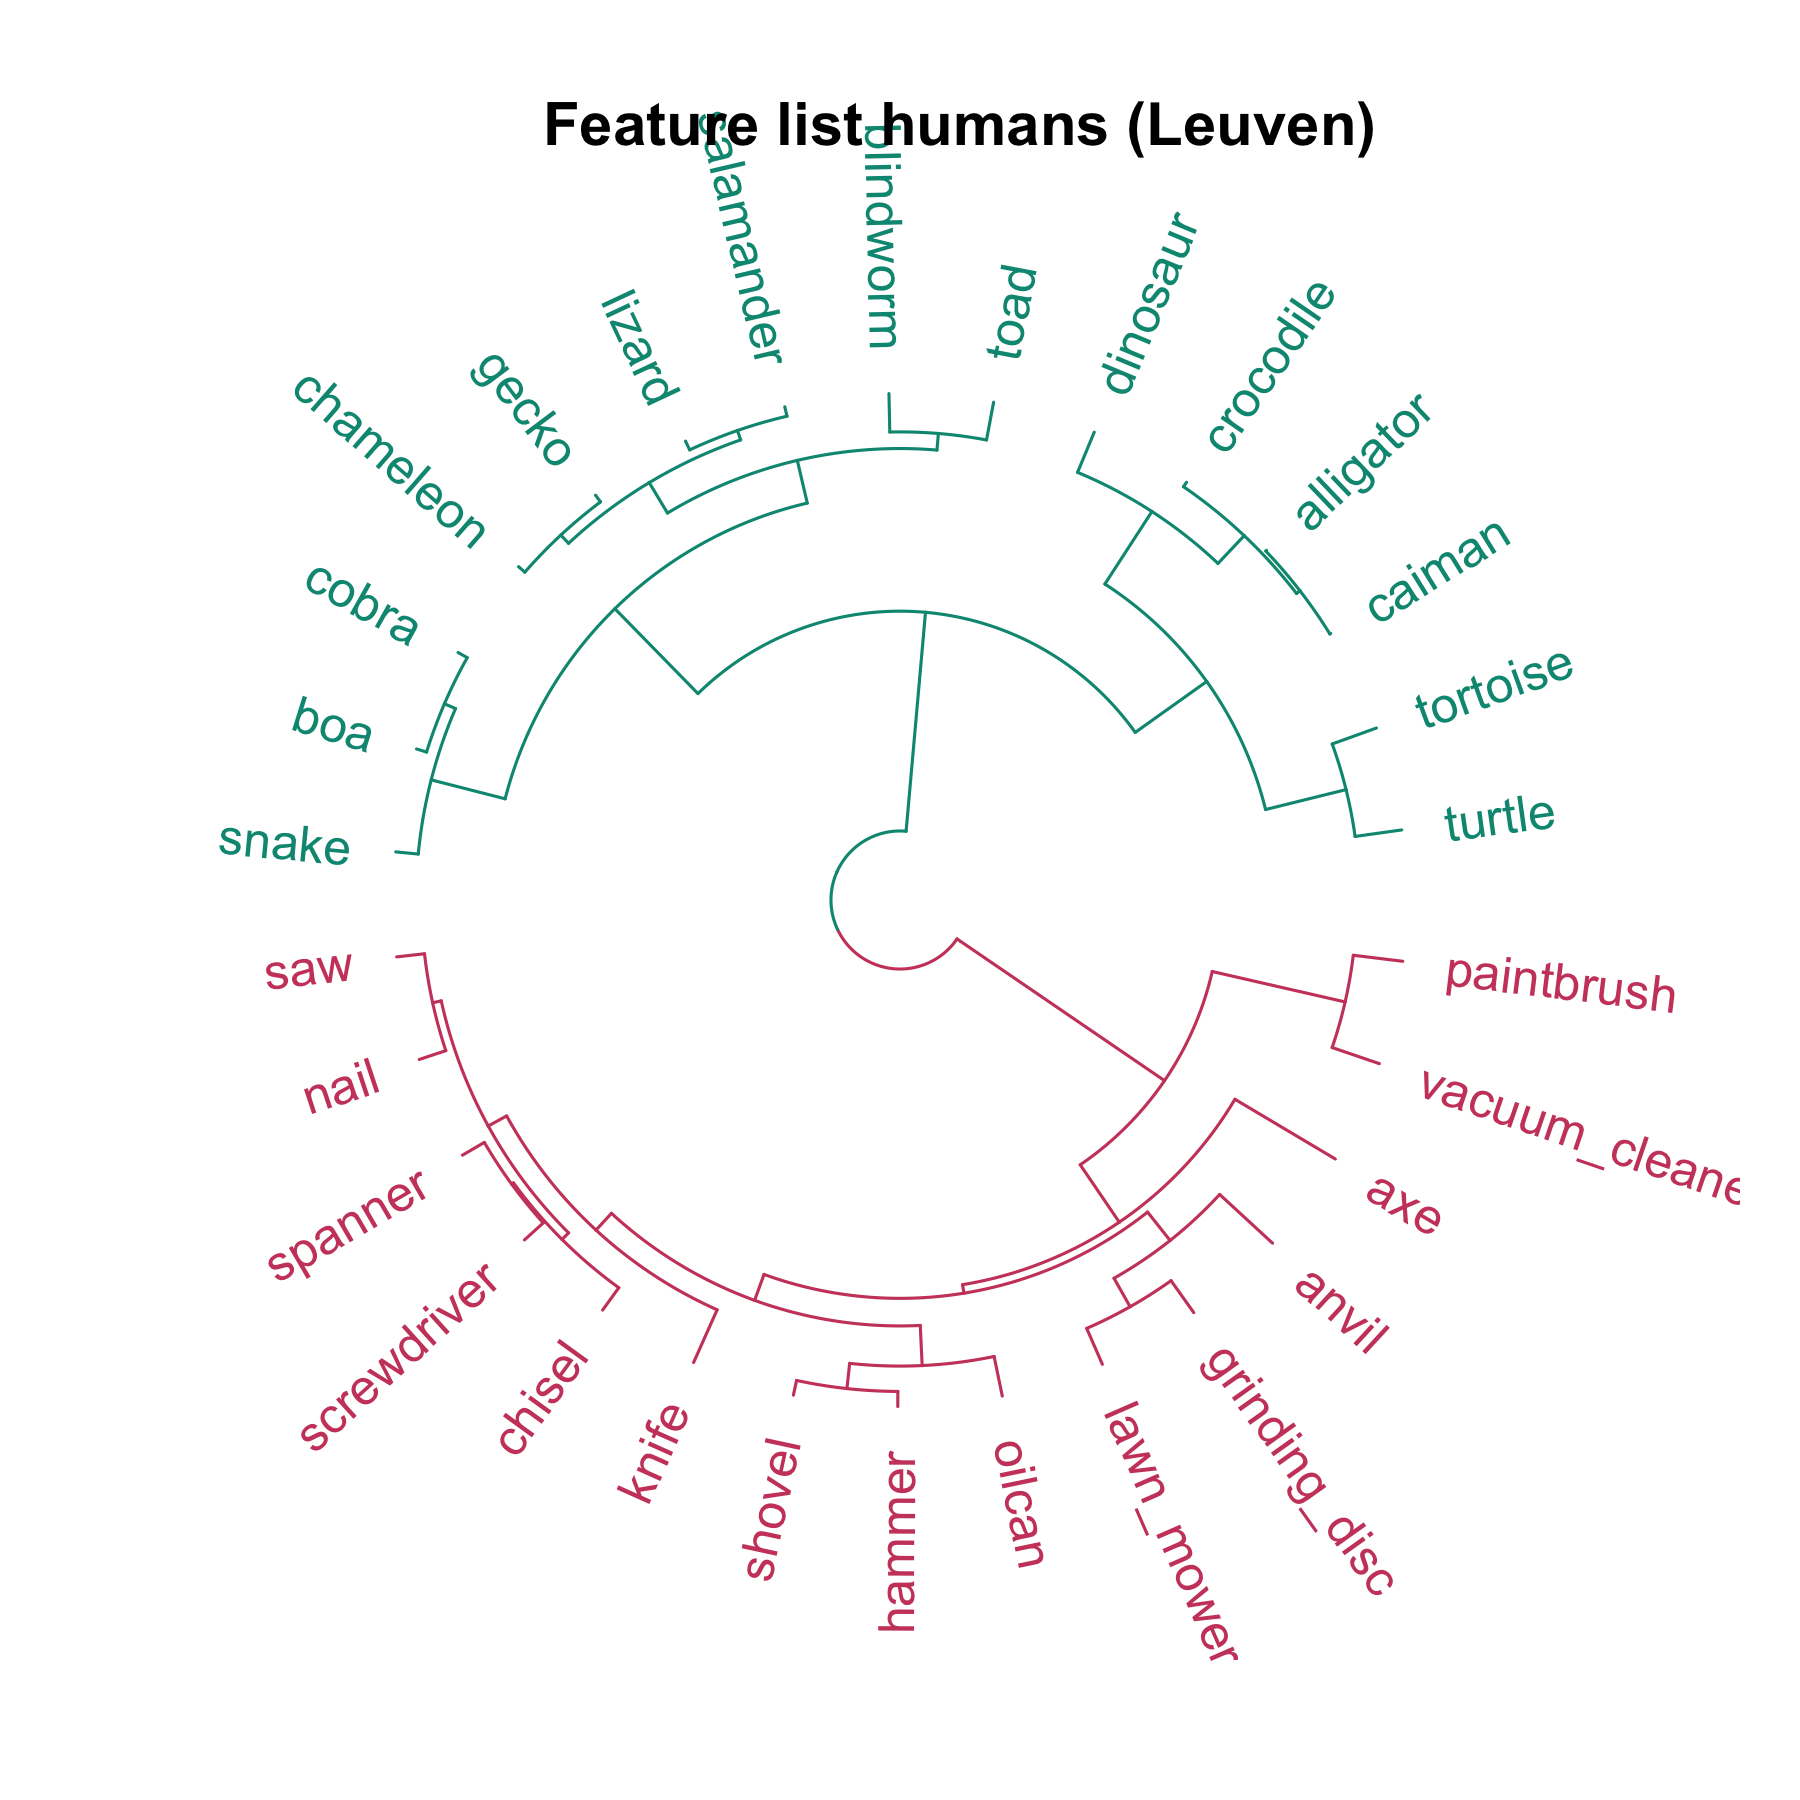 Feature list humans (Leuven)
salamander
blindworm
toad
dinosaur
crocodile
alligator
caiman
tortoise
turtle
lizard
gecko
chameleon
cobra
boa
snake
saw
nail
spanner
screwdriver
chisel
knife
shovel
hammer
oilcan
lawn_mower
grinding_disc
anvil
axe
vacuum_cleane
paintbrush